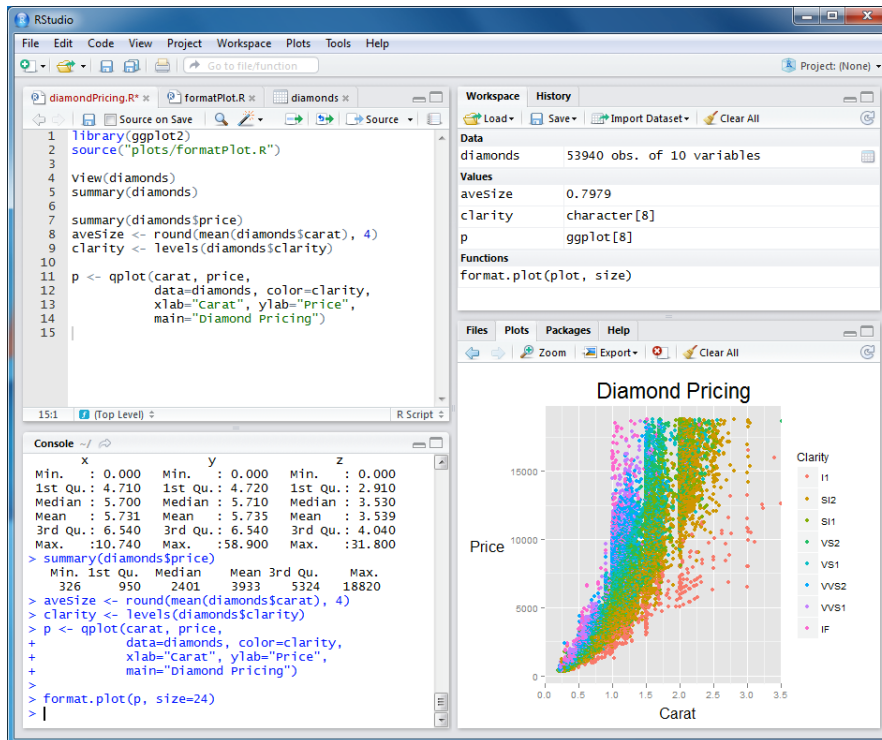 RStudio
File Edit Code View Project Workspace Plots Tools Help
Go to file/function
Project: (None)
diamondPricing.R* formatPlot.R diamonds
Source on Save Source
1 library(ggplot2)
2 source("plots/formatPlot.R")
3
4 View(diamonds)
5 summary(diamonds)
6
7 summary(diamonds$price)
8 aveSize <- round(mean(diamonds$carat), 4)
9 clarity <- levels(diamonds$clarity)
10
11 p <- qplot(carat, price,
12 data=diamonds, color=clarity,
13 xlab="Carat", ylab="Price",
14 main="Diamond Pricing")
15
15:1 (Top Level) R Script
Console ~/
x y z
Min. : 0.000 Min. : 0.000 Min. : 0.000
1st Qu.: 4.710 1st Qu.: 4.720 1st Qu.: 2.910
Median : 5.700 Median : 5.710 Median : 3.530
Mean : 5.731 Mean : 5.735 Mean : 3.539
3rd Qu.: 6.540 3rd Qu.: 6.540 3rd Qu.: 4.040
Max. :10.740 Max. :58.900 Max. :31.800
> summary(diamonds$price)
Min. 1st Qu. Median Mean 3rd Qu. Max.
326 950 2401 3933 5324 18820
> aveSize <- round(mean(diamonds$carat), 4)
> clarity <- levels(diamonds$clarity)
> p <- qplot(carat, price,
+ data=diamonds, color=clarity,
+ xlab="Carat", ylab="Price",
+ main="Diamond Pricing")
>
> format.plot(p, size=24)
>
Workspace History
Load Save Import Dataset Clear All
Data
diamonds 53940 obs. of 10 variables
Values
aveSize 0.7979
clarity character[8]
p ggplot[8]
Functions
format.plot(plot, size)
Files Plots Packages Help
Zoom Export Clear All
Diamond Pricing
Price
15000
10000
5000
0
0.0 0.5 1.0 1.5 2.0 2.5 3.0 3.5
Carat
Clarity
I1
SI2
SI1
VS2
VS1
VVS2
VVS1
IF